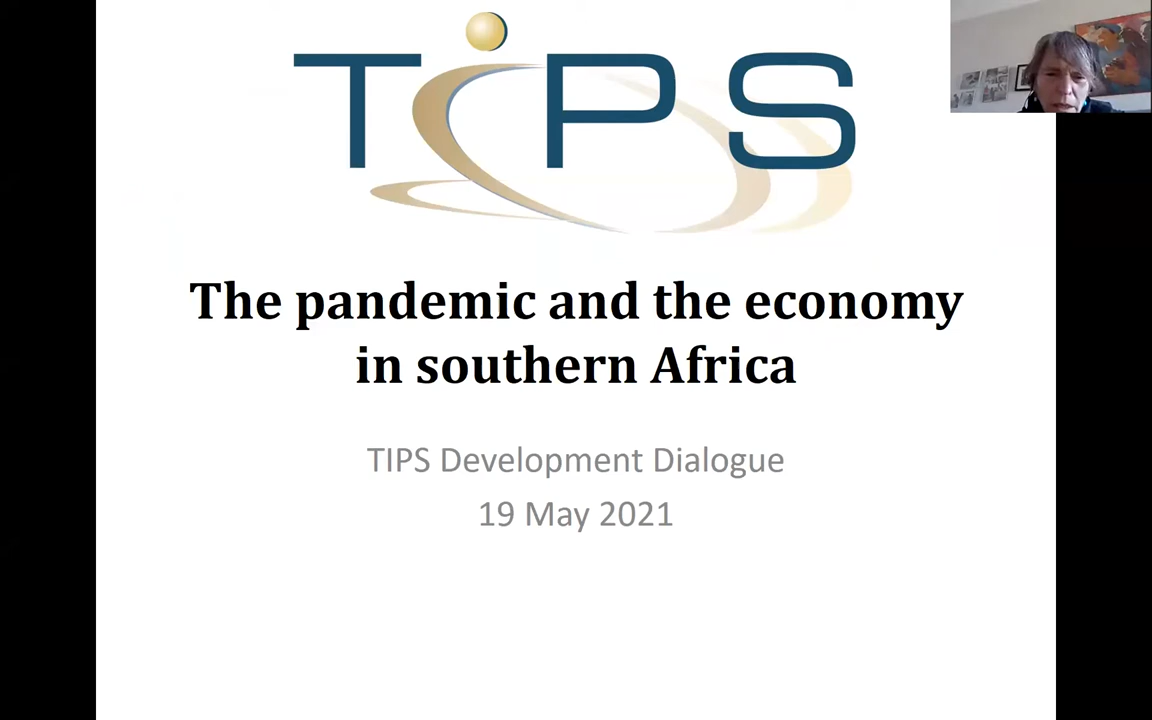 TiPS
The pandemic and the economy
in southern Africa
TIPS Development Dialogue
19 May 2021